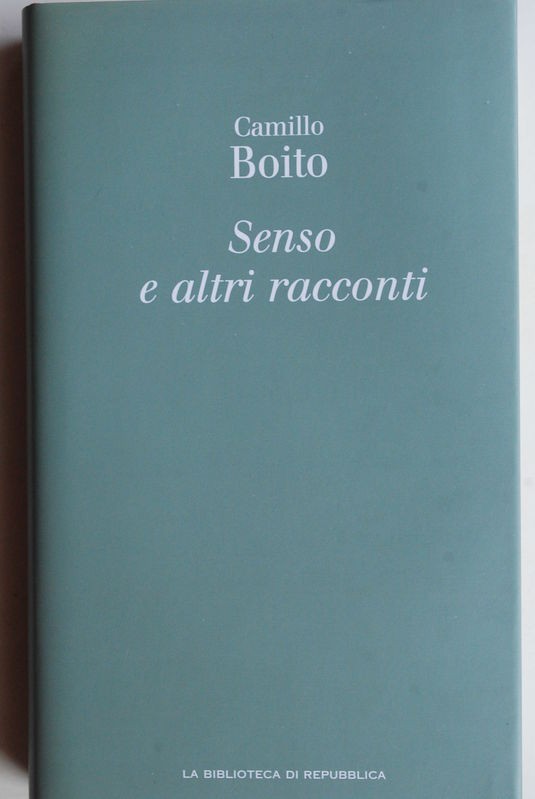 Camillo
Boito
Senso
e altri racconti
LA BIBLIOTECA DI REPUBBLICA